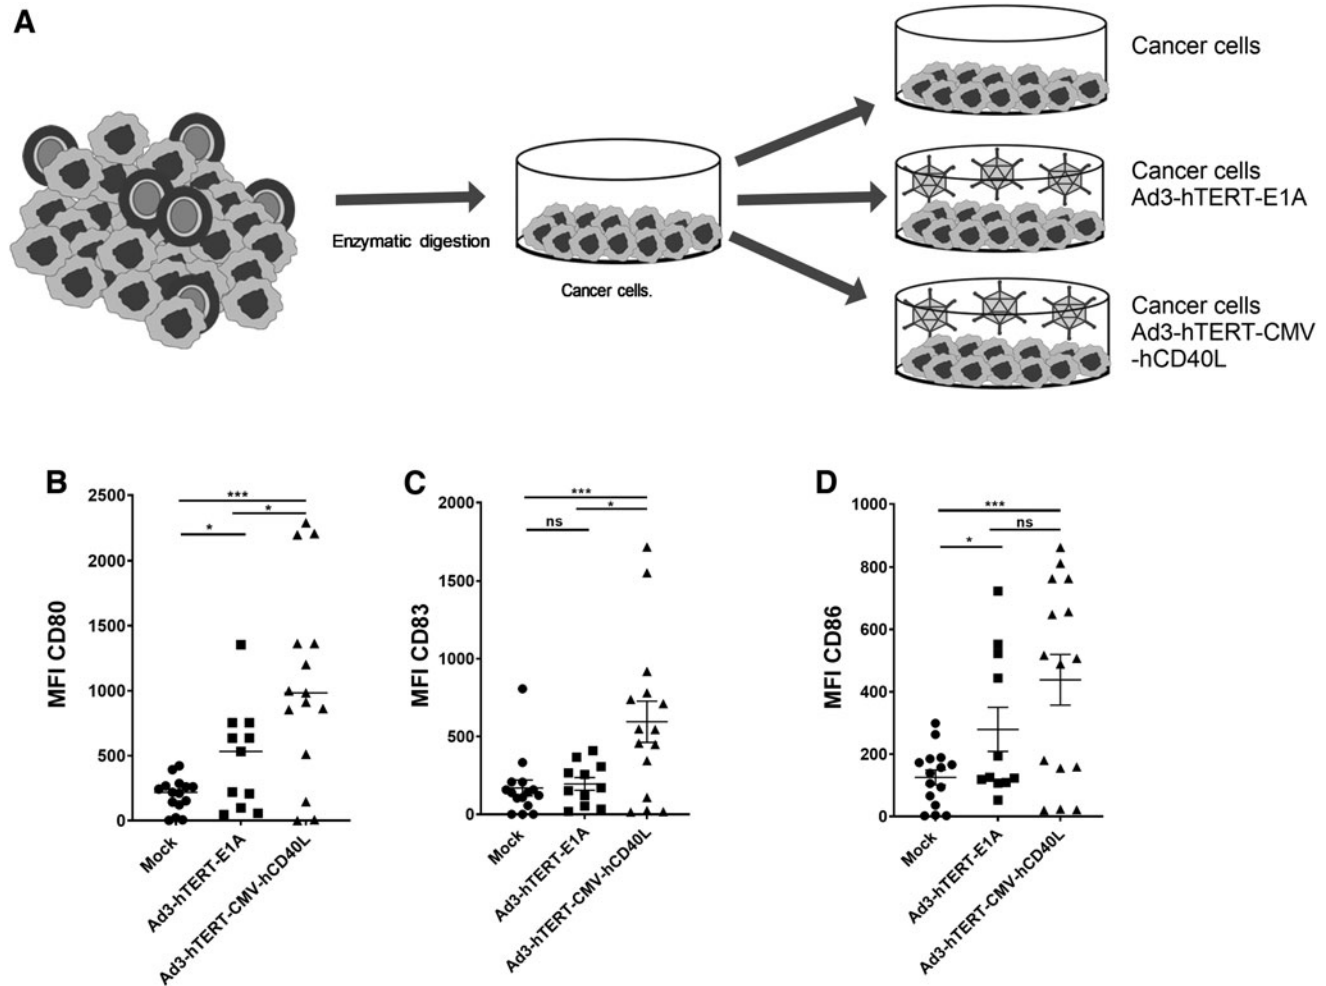 A
Cancer cells
Cancer cells
Ad3-hTERT-E1A
Enzymatic digestion
Cancer cells.
Cancer cells
Ad3-hTERT-CMV
-hCD40L
B
MFI CD80
2500
2000
1500
1000
500
0
***
*
*
Mock
Ad3-hTERT-E1A
Ad3-hTERT-CMV-hCD40L
C
MFI CD83
2000
1500
1000
500
0
***
*
ns
Mock
Ad3-hTERT-E1A
Ad3-hTERT-CMV-hCD40L
D
MFI CD86
1000
800
600
400
200
0
***
ns
*
Mock
Ad3-hTERT-E1A
Ad3-hTERT-CMV-hCD40L